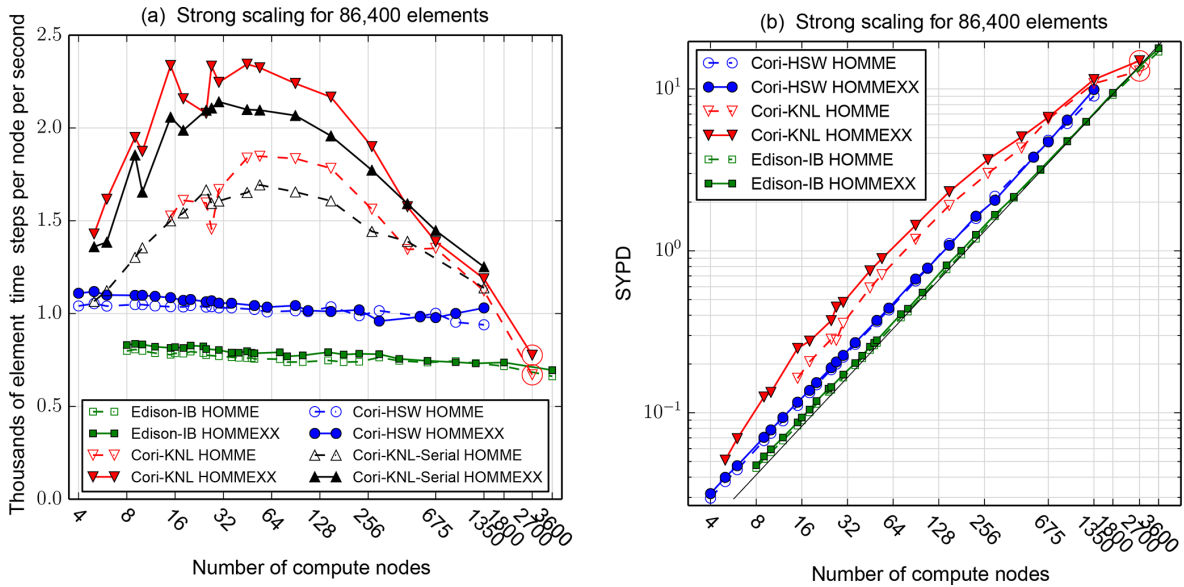 (a) Strong scaling for 86,400 elements
Thousands of element time steps per node per second
2.5
2.0
1.5
1.0
0.5
0.0
Edison-IB HOMME
Edison-IB HOMMEXX
Cori-KNL HOMME
Cori-KNL HOMMEXX
Cori-HSW HOMME
Cori-HSW HOMMEXX
Cori-KNL-Serial HOMME
Cori-KNL-Serial HOMMEXX
4 8 16 32 64 128 256 675 1350 1800 2700 3600
Number of compute nodes
(b) Strong scaling for 86,400 elements
SYPD
10¹
10⁰
10⁻¹
Cori-HSW HOMME
Cori-HSW HOMMEXX
Cori-KNL HOMME
Cori-KNL HOMMEXX
Edison-IB HOMME
Edison-IB HOMMEXX
4 8 16 32 64 128 256 675 1350 1800 2700 3600
Number of compute nodes